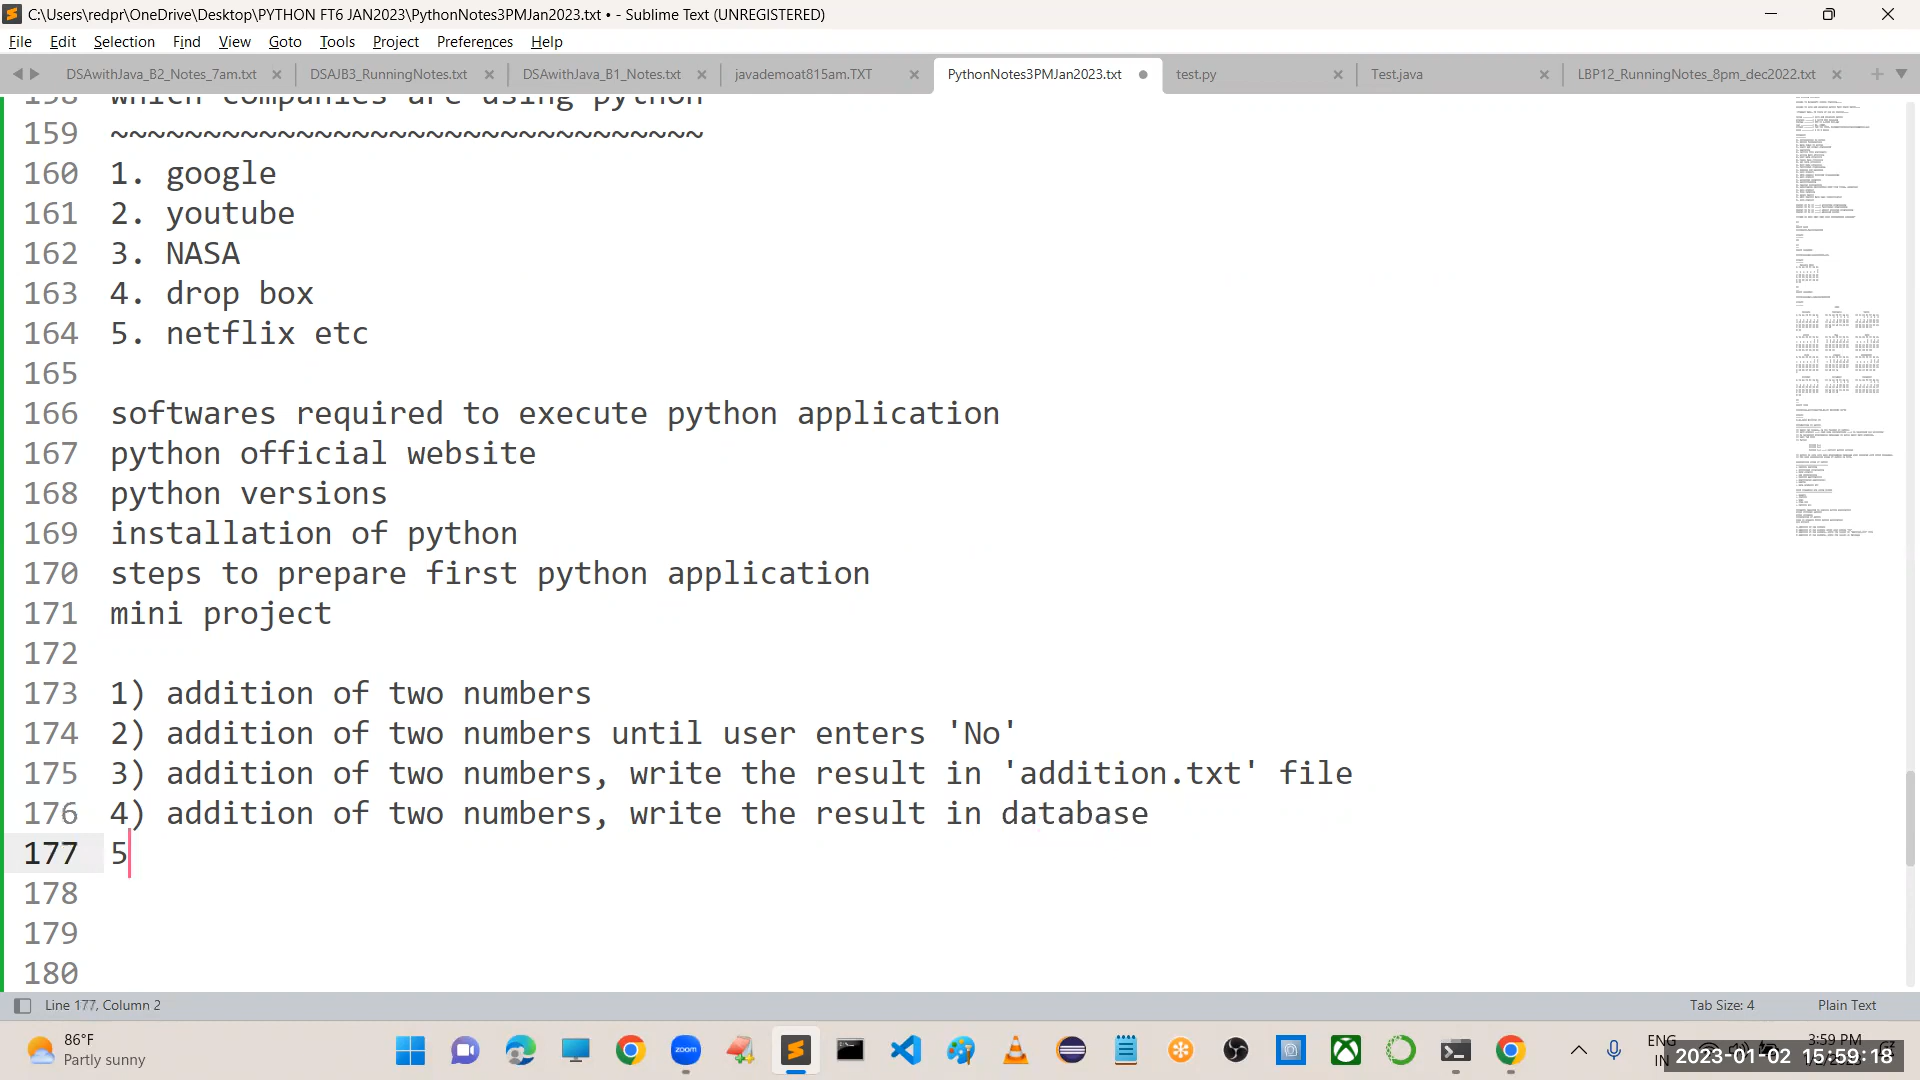 C:\Users\redpr\OneDrive\Desktop\PYTHON FT6 JAN2023\PythonNotes3PMJan2023.txt • - Sublime Text (UNREGISTERED)
File Edit Selection Find View Goto Tools Project Preferences Help
DSAwithJava_B2_Notes_7am.txt DSAJB3_RunningNotes.txt DSAwithJava_B1_Notes.txt javademoat815am.TXT PythonNotes3PMJan2023.txt test.py Test.java LBP12_RunningNotes_8pm_dec2022.txt
158 which companies are using python
159 ~~~~~~~~~~~~~~~~~~~~~~~~~~~~~~~~
160 1. google
161 2. youtube
162 3. NASA
163 4. drop box
164 5. netflix etc
165
166 softwares required to execute python application
167 python official website
168 python versions
169 installation of python
170 steps to prepare first python application
171 mini project
172
173 1) addition of two numbers
174 2) addition of two numbers until user enters 'No'
175 3) addition of two numbers, write the result in 'addition.txt' file
176 4) addition of two numbers, write the result in database
177 5
178
179
180
Line 177, Column 2 Tab Size: 4 Plain Text
86°F
Partly sunny
zoom
ENG
IN
3:59 PM
2023-01-02 15:59:18